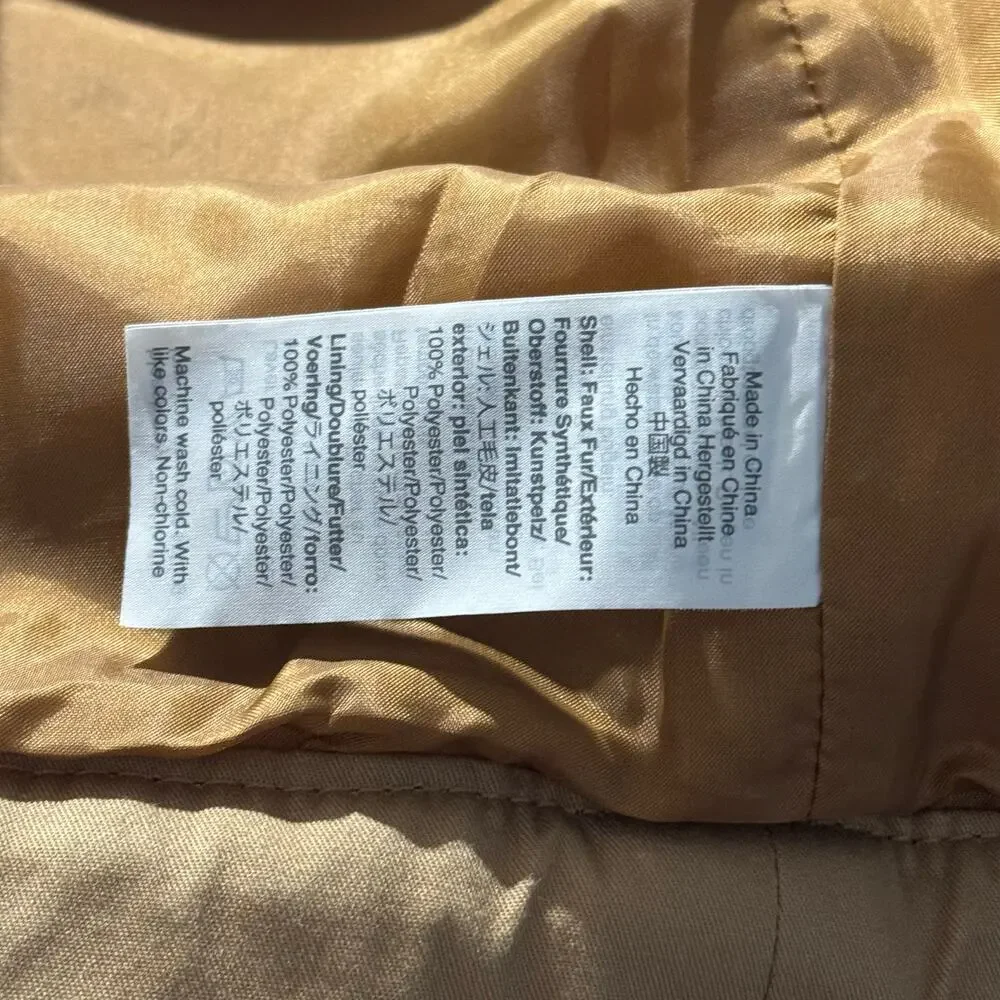 Made in China
Fabriqué en Chine
in China Hergestellt
Vervaardigd in China
中国製
Hecho en China
Shell: Faux Fur/Extérieur:
Fourrure Synthétique/
Oberstoff: Kunstpelz/
Buitenkant: Imitatiebont/
シェル: 人工毛皮/tela
exterior: piel sintética:
100% Polyester/Polyester/
Polyester/Polyester/
ポリエステル/
poliéster
Lining/Doublure/Futter/
Voering/ライニング/forro:
100% Polyester/Polyester/
Polyester/Polyester/
ポリエステル/
poliéster
Machine wash cold. With
like colors. Non-chlorine